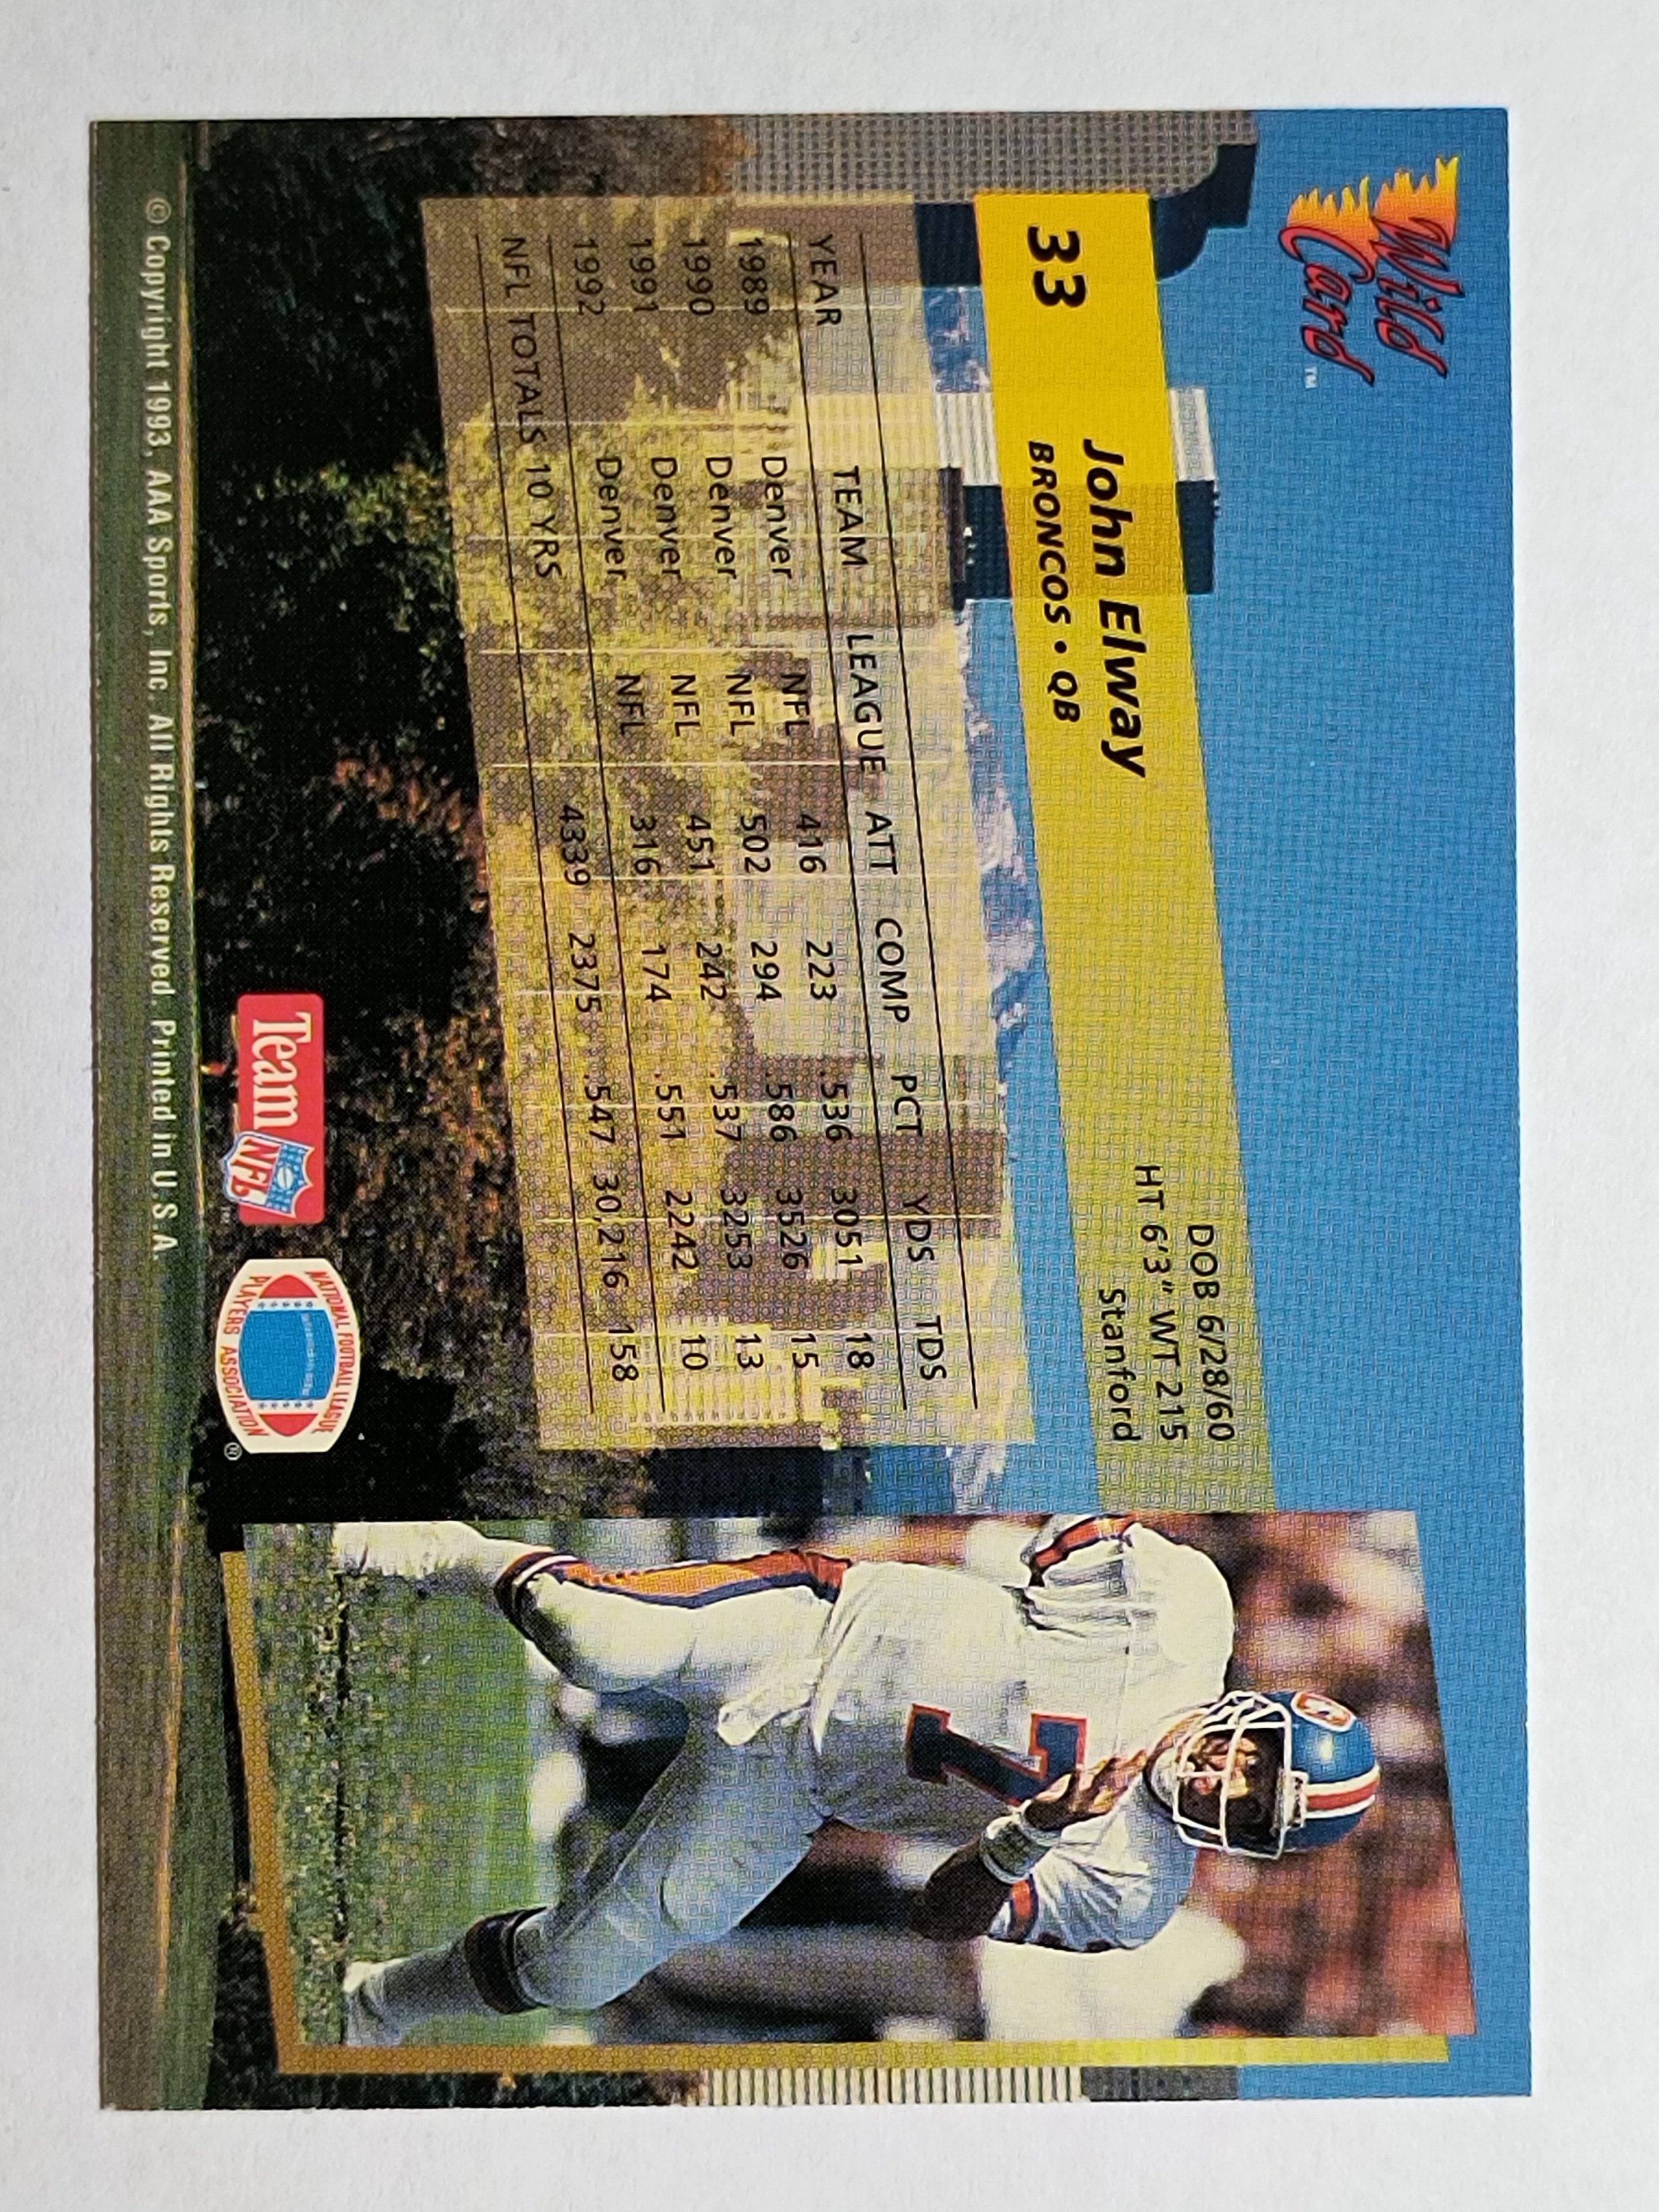 Wild
Card™
33 John Elway
BRONCOS • QB
DOB 6/28/60
HT 6'3" WT 215
Stanford
YEAR TEAM LEAGUE ATT COMP PCT YDS TDS
1989 Denver NFL 416 223 .536 3051 18
1990 Denver NFL 502 294 .586 3526 15
1991 Denver NFL 451 242 .537 3253 13
1992 Denver NFL 316 174 .551 2242 10
NFL TOTALS 10 YRS 4339 2375 .547 30,216 158
7
Team NFL
NATIONAL FOOTBALL LEAGUE
PLAYERS ASSOCIATION ®
© Copyright 1993, AAA Sports, Inc. All Rights Reserved. Printed in U.S.A.